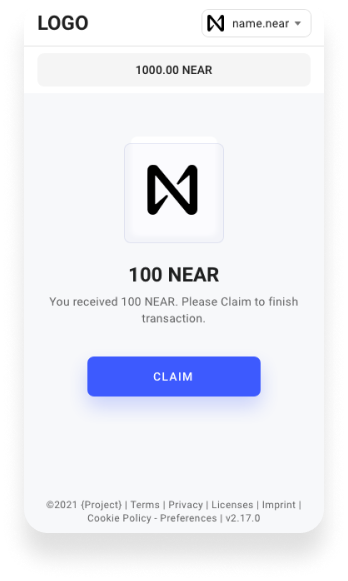 LOGO
name.near
1000.00 NEAR
100 NEAR
You received 100 NEAR. Please Claim to finish
transaction.
CLAIM
©2021 {Project} | Terms | Privacy | Licenses | Imprint |
Cookie Policy - Preferences | v2.17.0